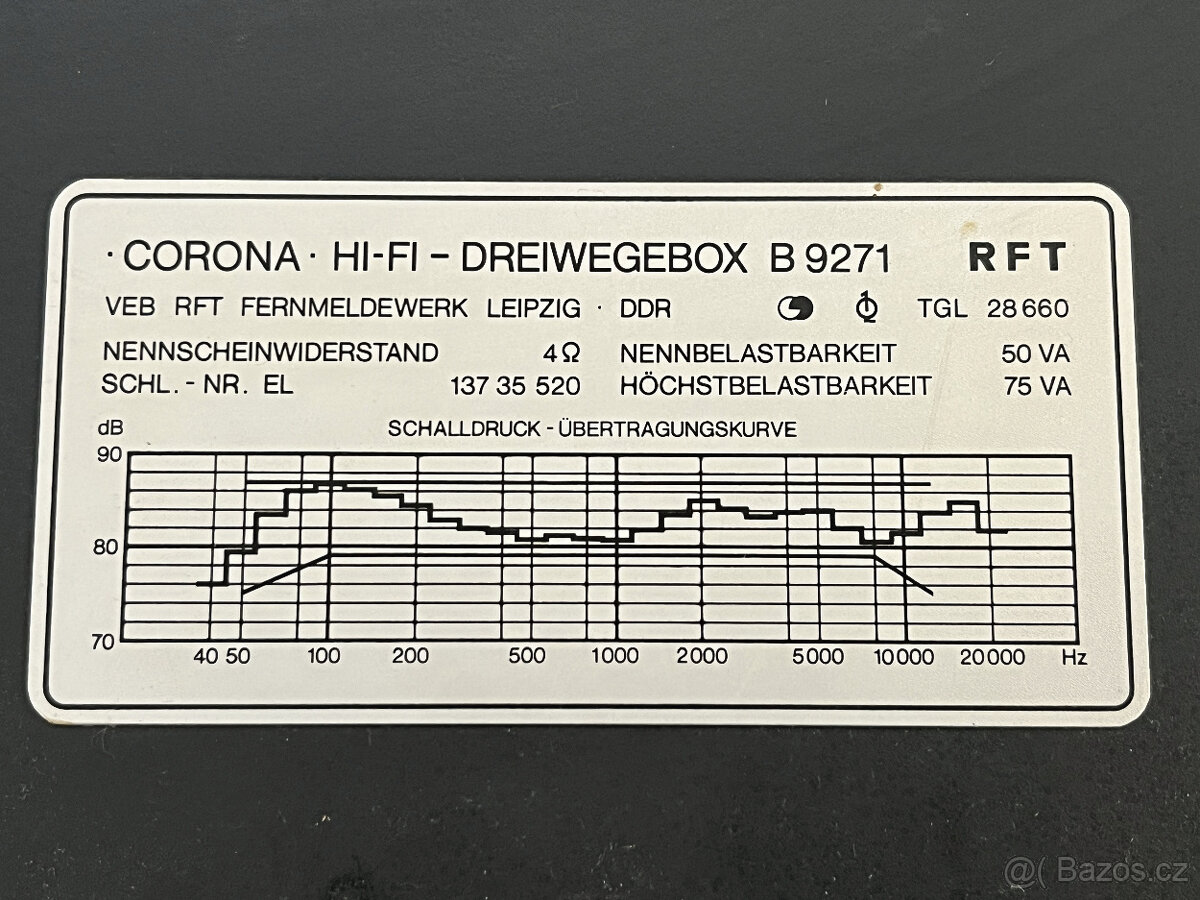 · CORONA · HI-FI – DREIWEGEBOX B 9271 RFT
VEB RFT FERNMELDEWERK LEIPZIG · DDR TGL 28 660
NENNSCHEINWIDERSTAND 4 Ω NENNBELASTBARKEIT 50 VA
SCHL. - NR. EL 137 35 520 HÖCHSTBELASTBARKEIT 75 VA
dB SCHALLDRUCK - ÜBERTRAGUNGSKURVE
90
80
70
40 50 100 200 500 1000 2000 5000 10000 20000 Hz
@( Bazos.cz